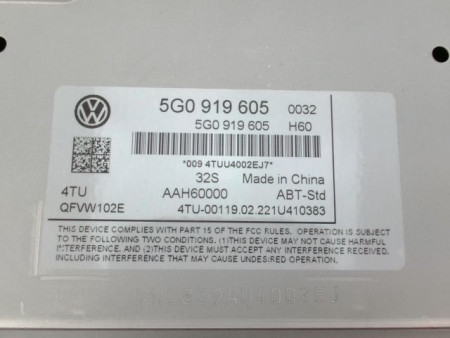 5G0 919 605 0032
5G0 919 605 H60
*009 4TUU4002EJ7*
32S Made in China
4TU AAH60000 ABT-Std
QFVW102E 4TU-00119.02.221U410383
THIS DEVICE COMPLIES WITH PART 15 OF THE FCC RULES. OPERATION IS
SUBJECT TO TWO CONDITIONS. (1)THIS DEVICE MAY NOT CAUSE HARMFUL
INTERFERENCE. AND (2)THIS DEVICE MUST ACCEPT ANY INTERFERENCE RECEIVED.
INCLUDING INTERFERENCE THAT MAY CAUSE UNDESIRED OPERATION.